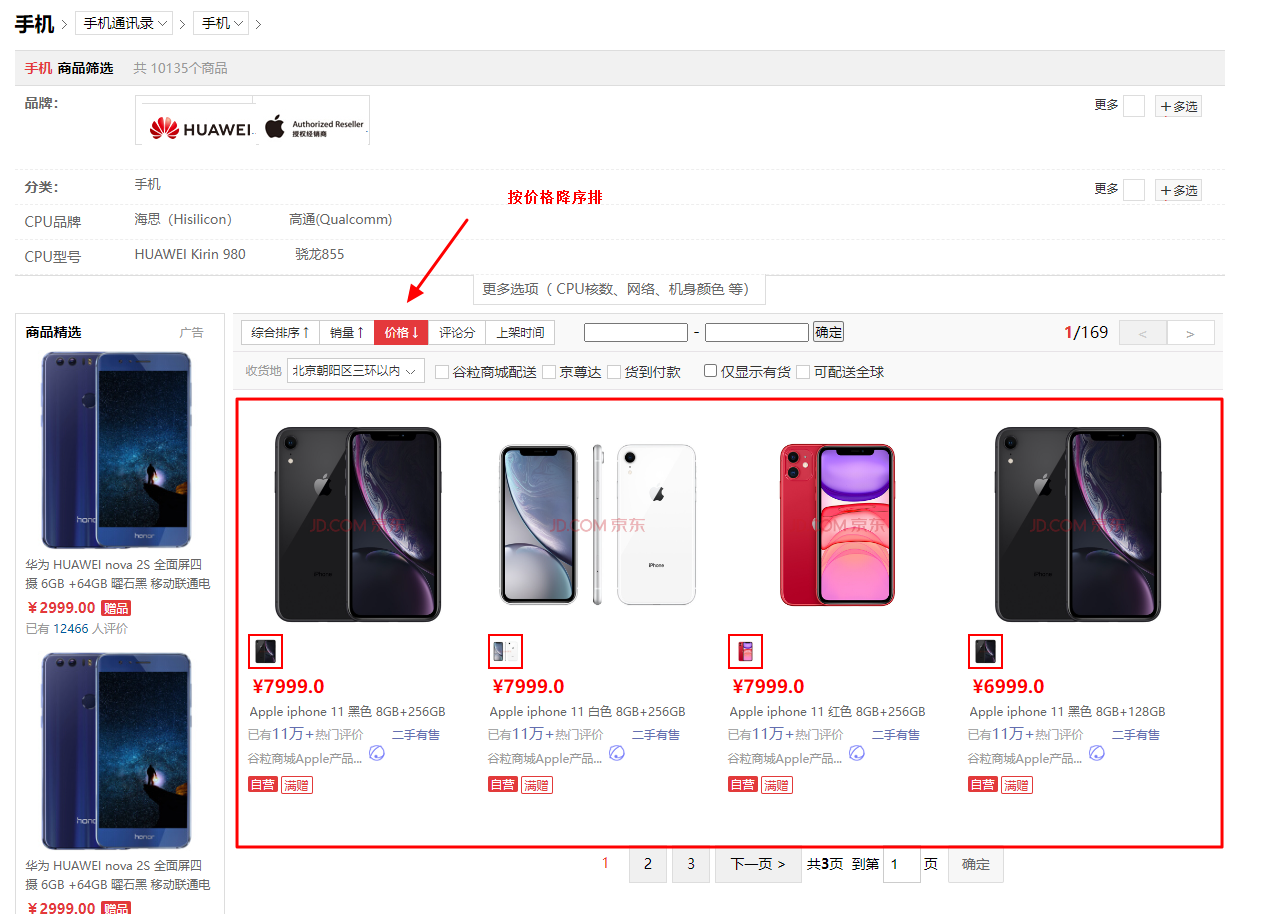 手机 > 手机通讯录 > 手机 >
手机 商品筛选 共 10135个商品
品牌：
HUAWEI
Authorized Reseller
授权经销商
更多
+多选
分类：
手机
更多
+多选
按价格降序排
CPU品牌
海思（Hisilicon）
高通(Qualcomm)
CPU型号
HUAWEI Kirin 980
骁龙855
更多选项（ CPU核数、网络、机身颜色 等）
商品精选
广告
honor
honor
华为 HUAWEI nova 2S 全面屏四
摄 6GB +64GB 曜石黑 移动联通电
￥2999.00 赠品
已有 12466 人评价
honor
honor
华为 HUAWEI nova 2S 全面屏四
摄 6GB +64GB 曜石黑 移动联通电
￥2999.00 赠品
综合排序↑ 销量↑ 价格↓ 评论分 上架时间 - 确定 1/169 < >
收货地 北京朝阳区三环以内 谷粒商城配送 京尊达 货到付款 仅显示有货 可配送全球
JD.COM 京东
iPhone
¥7999.0
Apple iphone 11 黑色 8GB+256GB
已有11万+热门评价 二手有售
谷粒商城Apple产品...
自营 满赠
JD.COM 京东
iPhone
¥7999.0
Apple iphone 11 白色 8GB+256GB
已有11万+热门评价 二手有售
谷粒商城Apple产品...
自营 满赠
JD.COM 京东
¥7999.0
Apple iphone 11 红色 8GB+256GB
已有11万+热门评价 二手有售
谷粒商城Apple产品...
自营 满赠
JD.COM 京东
iPhone
¥6999.0
Apple iphone 11 黑色 8GB+128GB
已有11万+热门评价 二手有售
谷粒商城Apple产品...
自营 满赠
1 2 3 下一页 > 共3页 到第 1 页 确定